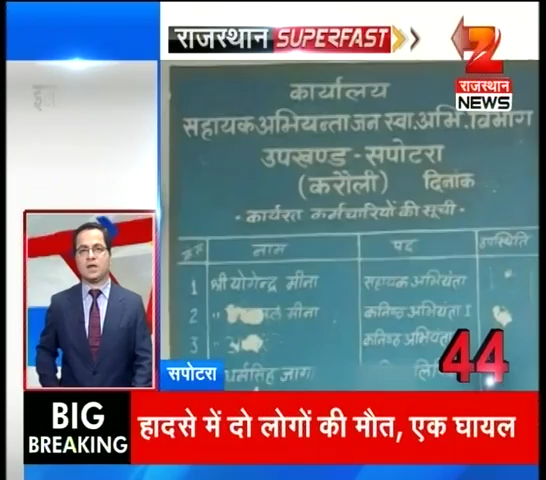 राजस्थान SUPERFAST
राजस्थान
NEWS
कार्यालय
सहायक अभियन्ता जन स्वा. अभि. विभाग
उपखण्ड - सपोटरा
(करौली) दिनांक
- कार्यरत कर्मचारियों की सूची -
नाम पद उपस्थिति
1 श्री योगेन्द्र मीना सहायक अभियंता
2 " मीना कनिष्ठ अभियंता I
3 " कनिष्ठ अभियंता
धर्मसिंह जागा
44
सपोटरा
BIG
BREAKING
हादसे में दो लोगों की मौत, एक घायल